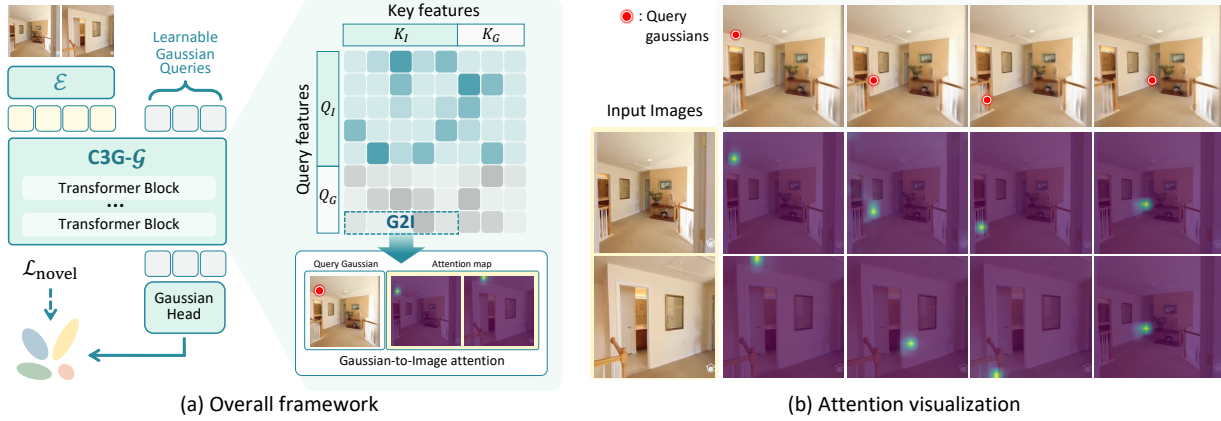 Learnable
Gaussian
Queries
ℰ
C3G-𝒢
Transformer Block
...
Transformer Block
ℒnovel
Gaussian
Head
Key features
K_I
K_G
Query features
Q_I
Q_G
G2I
Query Gaussian
Attention map
Gaussian-to-Image attention
(a) Overall framework
: Query
gaussians
Input Images
(b) Attention visualization